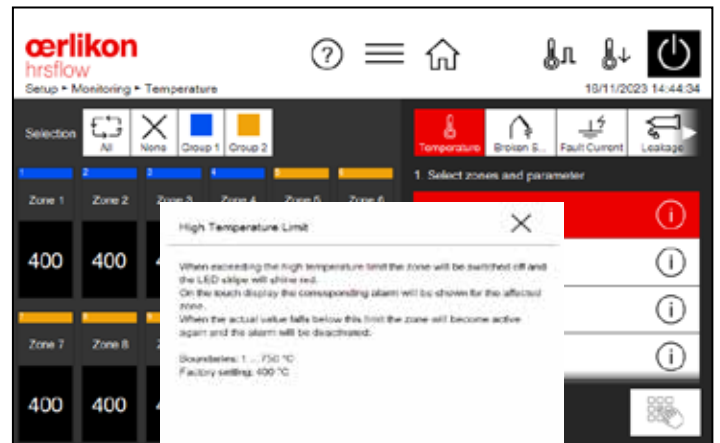 œrlikon
hrsflow
Setup ▸ Monitoring ▸ Temperature
18/11/2023 14:44:34
Selection
All
None
Group 1
Group 2
Temperature
Broken S...
Fault Current
Leakage
1. Select zones and parameter
1
2
3
4
5
6
Zone 1
Zone 2
Zone 3
Zone 4
Zone 5
Zone 6
400
400
High Temperature Limit
When exceeding the high temperature limit the zone will be switched off and
the LED stripe will shine red.
On the touch display the corresponding alarm will be shown for the affected
zone.
When the actual value falls below this limit the zone will become active
again and the alarm will be deactivated.
Boundaries: 1 ... 750 °C
Factory setting: 400 °C
7
8
Zone 7
Zone 8
400
400